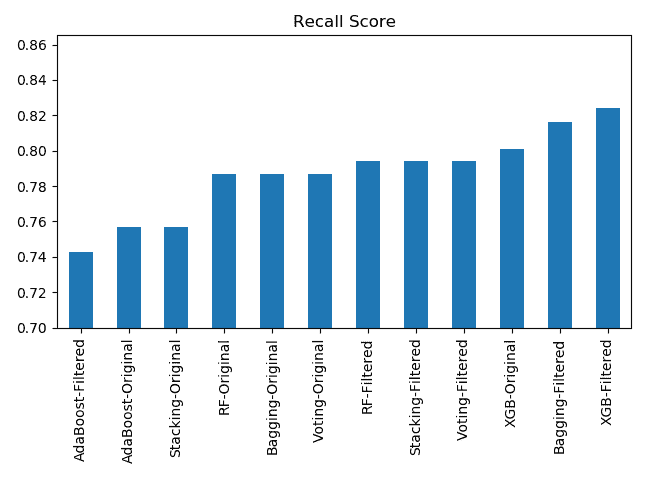 Recall Score
0.86
0.84
0.82
0.80
0.78
0.76
0.74
0.72
0.70
AdaBoost-Filtered
AdaBoost-Original
Stacking-Original
RF-Original
Bagging-Original
Voting-Original
RF-Filtered
Stacking-Filtered
Voting-Filtered
XGB-Original
Bagging-Filtered
XGB-Filtered